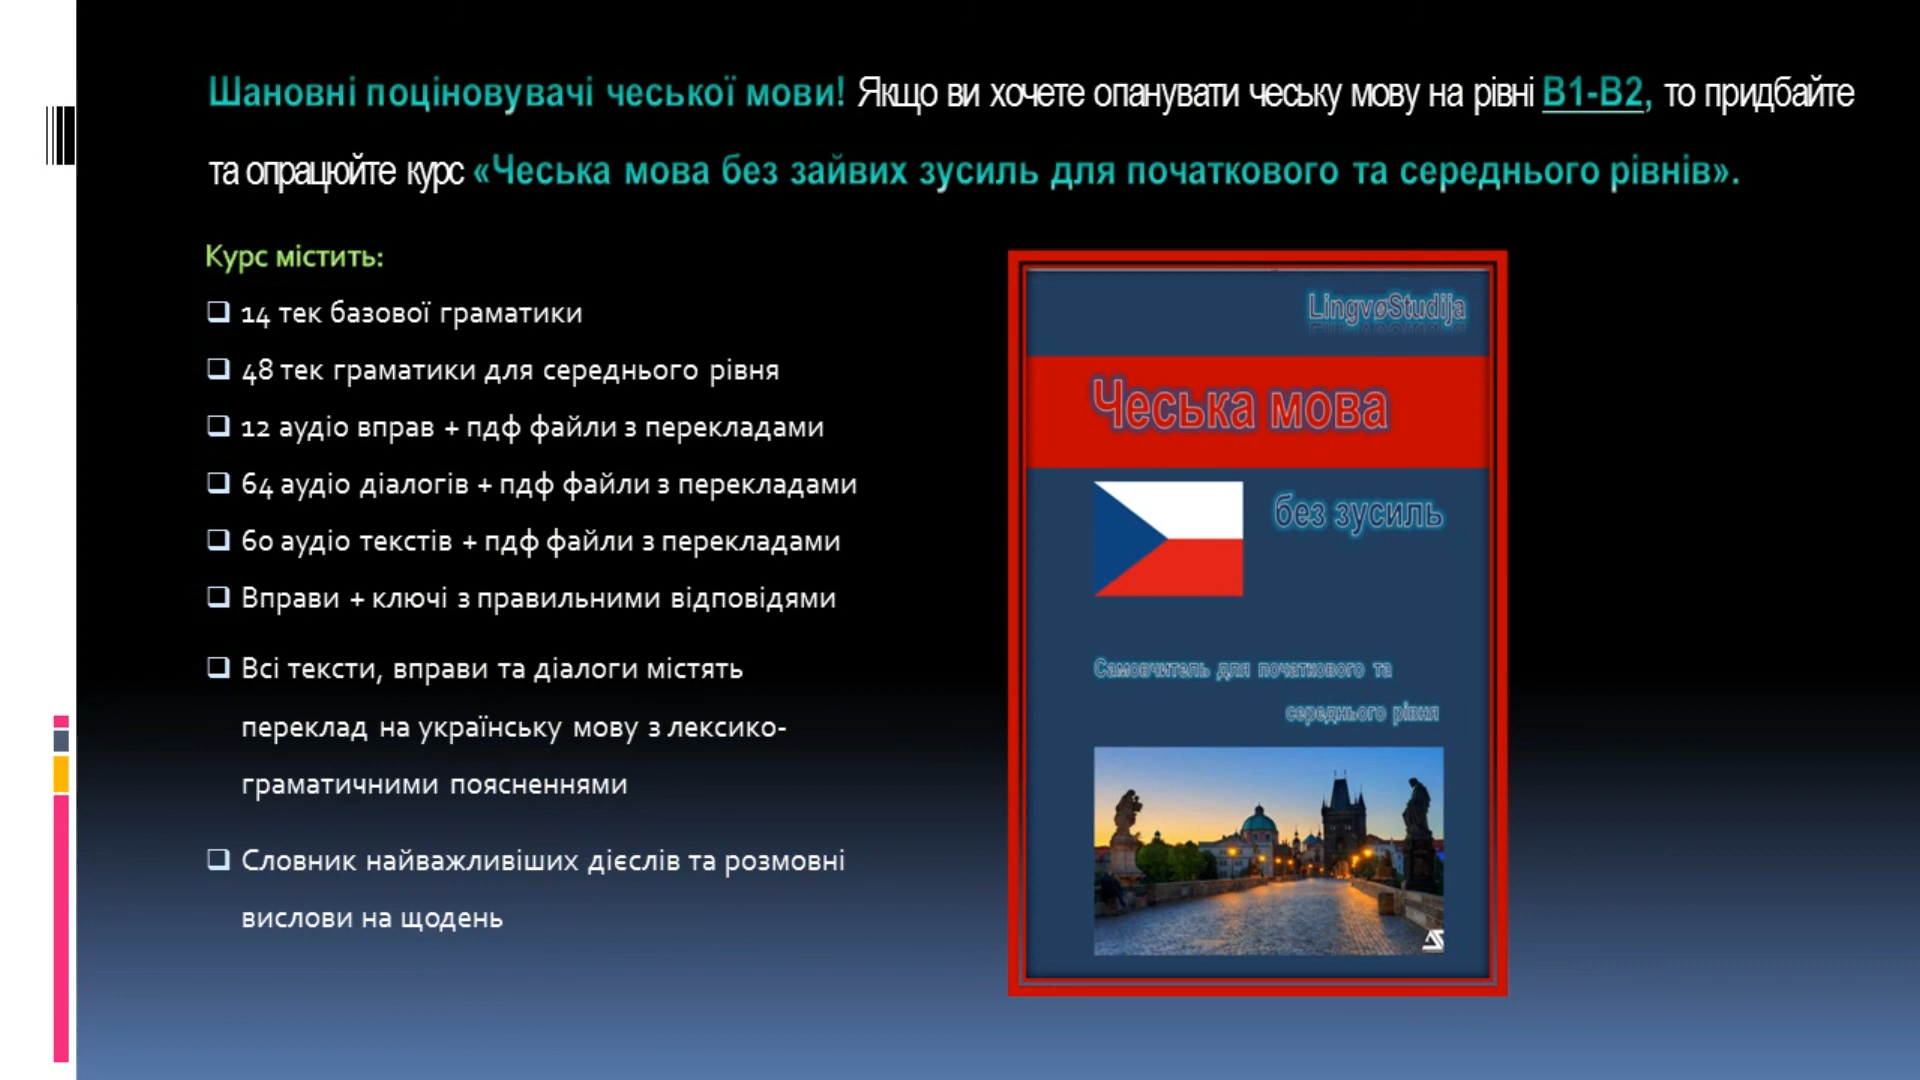 Шановні поціновувачі чеської мови! Якщо ви хочете опанувати чеську мову на рівні В1-В2, то придбайте
та опрацюйте курс «Чеська мова без зайвих зусиль для початкового та середнього рівнів».
Курс містить:
14 тек базової граматики
48 тек граматики для середнього рівня
12 аудіо вправ + пдф файли з перекладами
64 аудіо діалогів + пдф файли з перекладами
60 аудіо текстів + пдф файли з перекладами
Вправи + ключі з правильними відповідями
Всі тексти, вправи та діалоги містять
переклад на українську мову з лексико-
граматичними поясненнями
Словник найважливіших дієслів та розмовні
вислови на щодень
LingvøStudija
Чеська мова
без зусиль
Самовчитель для початкового та
середнього рівня